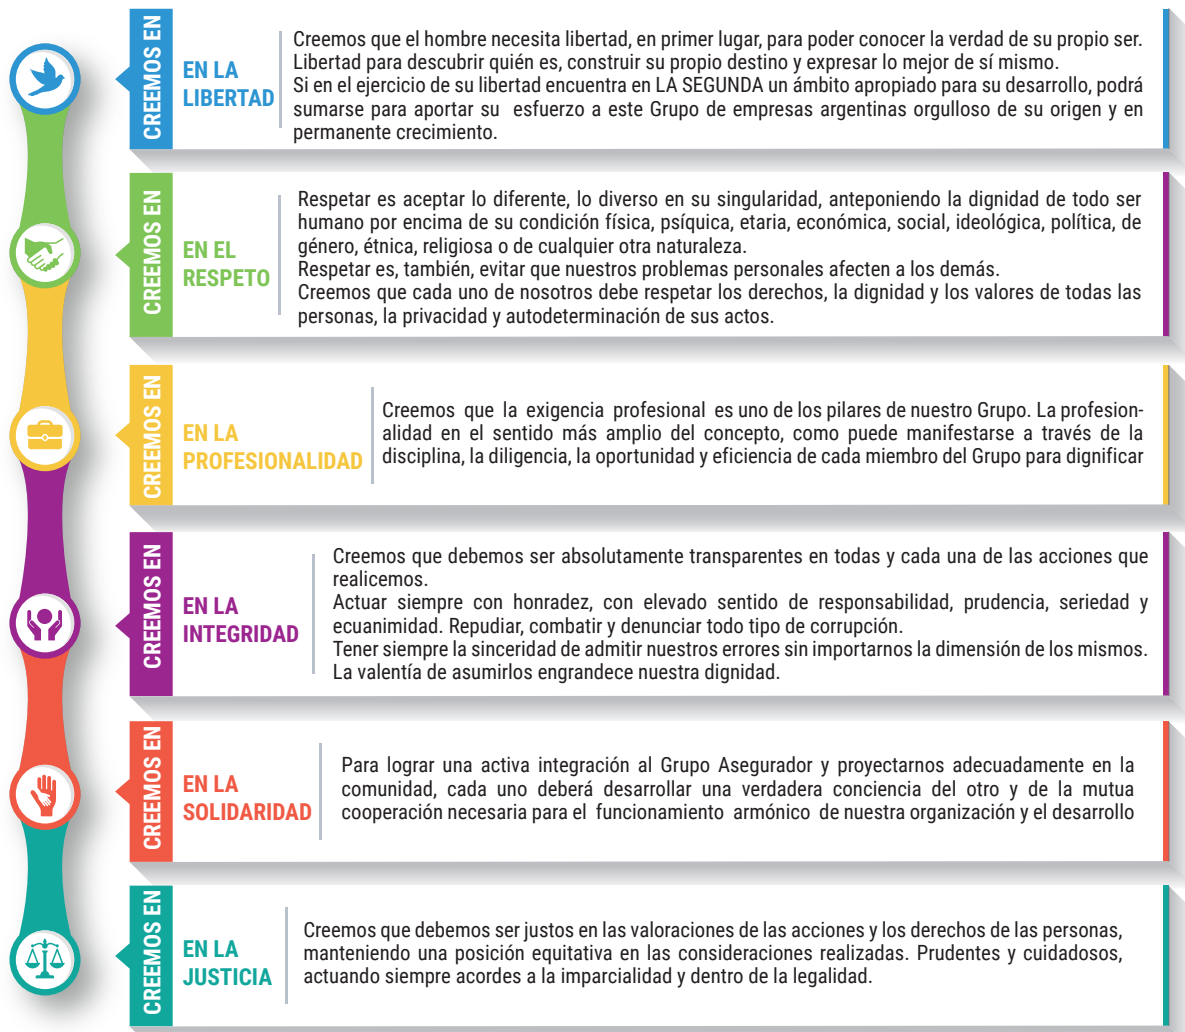 CREEMOS EN
EN LA
LIBERTAD
Creemos que el hombre necesita libertad, en primer lugar, para poder conocer la verdad de su propio ser.
Libertad para descubrir quién es, construir su propio destino y expresar lo mejor de sí mismo.
Si en el ejercicio de su libertad encuentra en LA SEGUNDA un ámbito apropiado para su desarrollo, podrá
sumarse para aportar su esfuerzo a este Grupo de empresas argentinas orgulloso de su origen y en
permanente crecimiento.
CREEMOS EN
EN EL
RESPETO
Respetar es aceptar lo diferente, lo diverso en su singularidad, anteponiendo la dignidad de todo ser
humano por encima de su condición física, psíquica, etaria, económica, social, ideológica, política, de
género, étnica, religiosa o de cualquier otra naturaleza.
Respetar es, también, evitar que nuestros problemas personales afecten a los demás.
Creemos que cada uno de nosotros debe respetar los derechos, la dignidad y los valores de todas las
personas, la privacidad y autodeterminación de sus actos.
CREEMOS EN
EN LA
PROFESIONALIDAD
Creemos que la exigencia profesional es uno de los pilares de nuestro Grupo. La profesion-
alidad en el sentido más amplio del concepto, como puede manifestarse a través de la
disciplina, la diligencia, la oportunidad y eficiencia de cada miembro del Grupo para dignificar
CREEMOS EN
EN LA
INTEGRIDAD
Creemos que debemos ser absolutamente transparentes en todas y cada una de las acciones que
realicemos.
Actuar siempre con honradez, con elevado sentido de responsabilidad, prudencia, seriedad y
ecuanimidad. Repudiar, combatir y denunciar todo tipo de corrupción.
Tener siempre la sinceridad de admitir nuestros errores sin importarnos la dimensión de los mismos.
La valentía de asumirlos engrandece nuestra dignidad.
CREEMOS EN
EN LA
SOLIDARIDAD
Para lograr una activa integración al Grupo Asegurador y proyectarnos adecuadamente en la
comunidad, cada uno deberá desarrollar una verdadera conciencia del otro y de la mutua
cooperación necesaria para el funcionamiento armónico de nuestra organización y el desarrollo
CREEMOS EN
EN LA
JUSTICIA
Creemos que debemos ser justos en las valoraciones de las acciones y los derechos de las personas,
manteniendo una posición equitativa en las consideraciones realizadas. Prudentes y cuidadosos,
actuando siempre acordes a la imparcialidad y dentro de la legalidad.